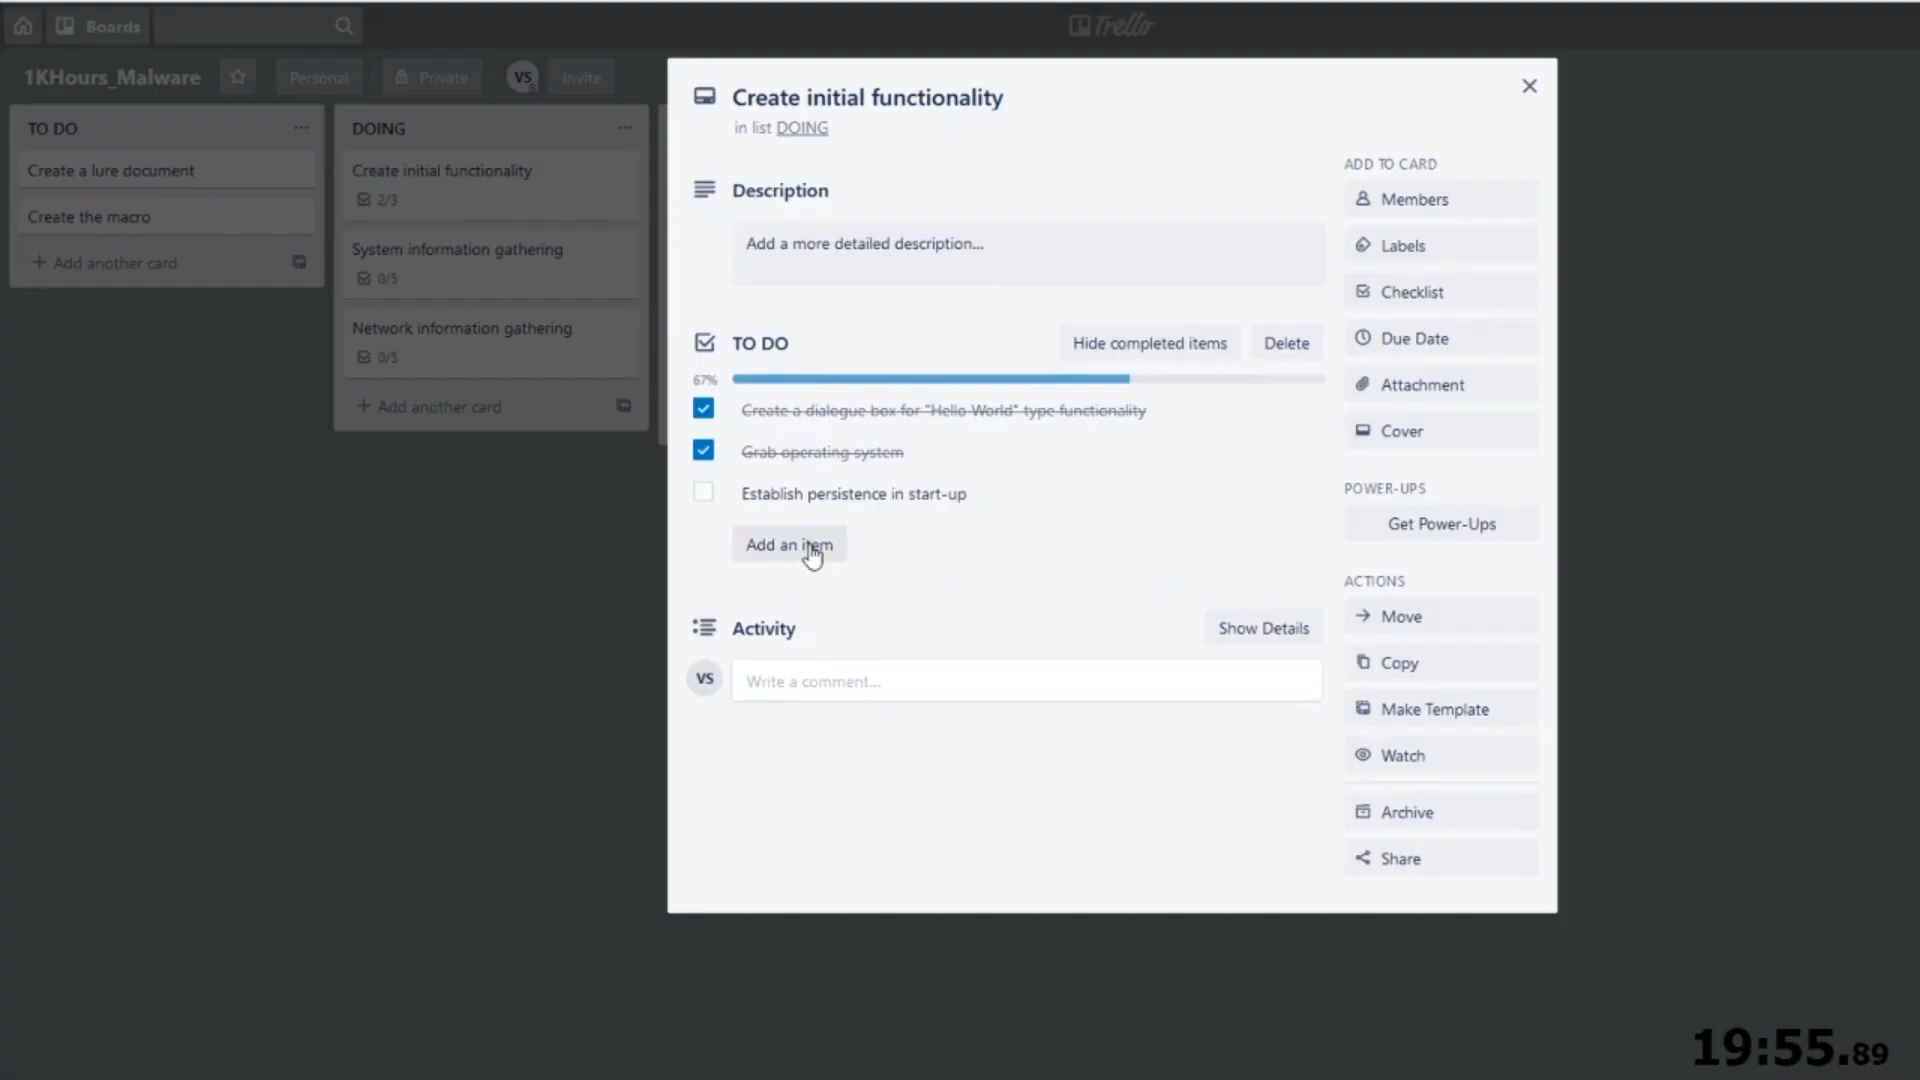 Boards
Trello
1KHours_Malware
Personal
Private
VS
Invite
TO DO
Create a lure document
Create the macro
+ Add another card
DOING
Create initial functionality
2/3
System information gathering
0/5
Network information gathering
0/5
+ Add another card
Create initial functionality
in list DOING
Description
Add a more detailed description...
TO DO
Hide completed items
Delete
67%
Create a dialogue box for "Hello World" type functionality
Grab operating system
Establish persistence in start-up
Add an item
Activity
Show Details
VS
Write a comment...
ADD TO CARD
Members
Labels
Checklist
Due Date
Attachment
Cover
POWER-UPS
Get Power-Ups
ACTIONS
Move
Copy
Make Template
Watch
Archive
Share
19:55.89